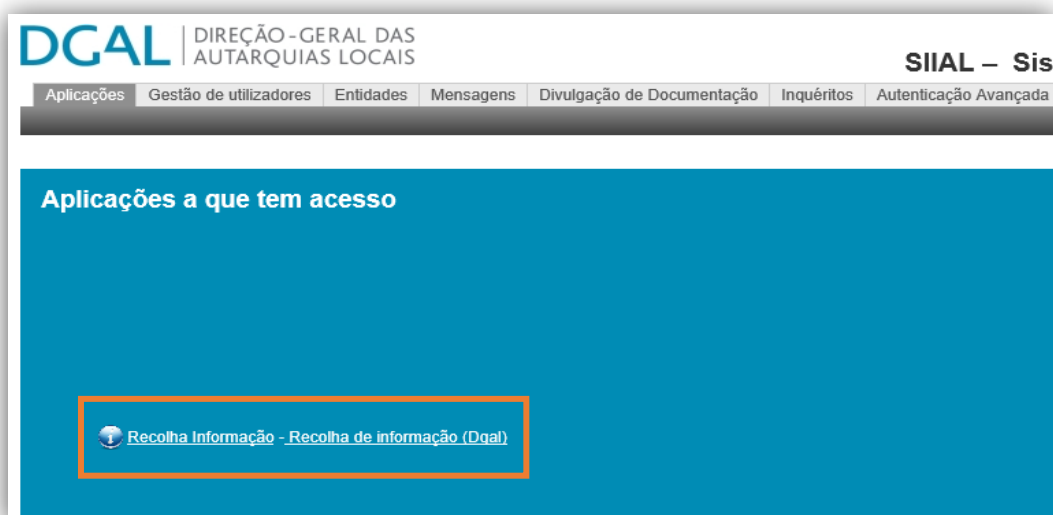 DGAL DIREÇÃO-GERAL DAS
AUTARQUIAS LOCAIS
SIIAL – Sis
Aplicações Gestão de utilizadores Entidades Mensagens Divulgação de Documentação Inquéritos Autenticação Avançada
Aplicações a que tem acesso
Recolha Informação - Recolha de informação (Dgal)